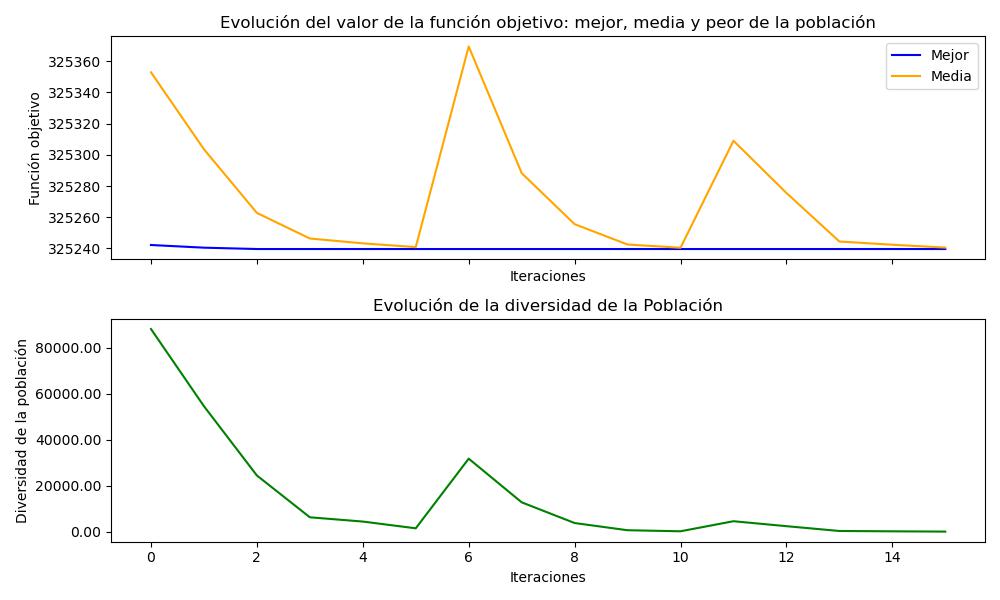 Evolución del valor de la función objetivo: mejor, media y peor de la población
Función objetivo
325360
325340
325320
325300
325280
325260
325240
Mejor
Media
Iteraciones
Evolución de la diversidad de la Población
Diversidad de la población
80000.00
60000.00
40000.00
20000.00
0.00
0 2 4 6 8 10 12 14
Iteraciones